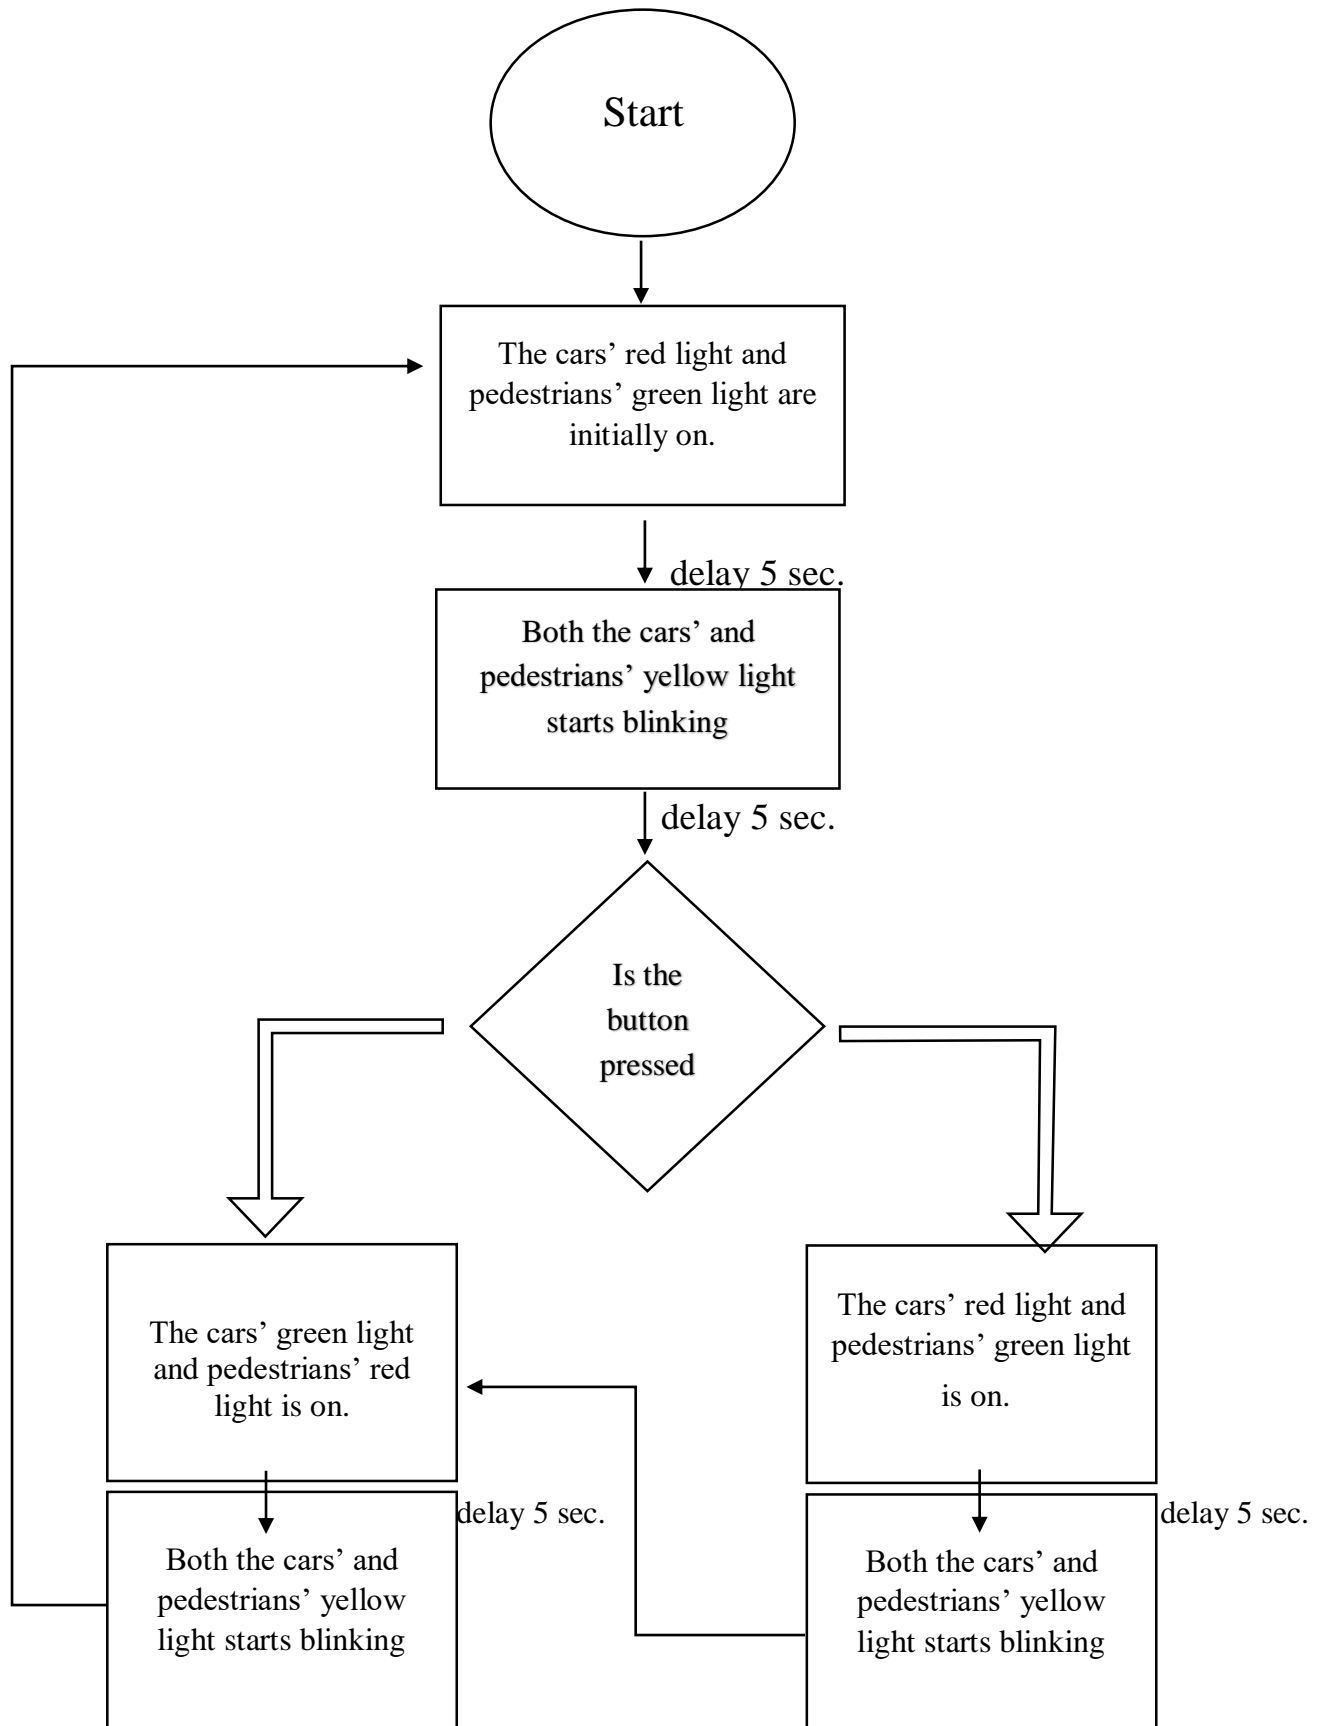 Start
The cars’ red light and
pedestrians’ green light are
initially on.
delay 5 sec.
Both the cars’ and
pedestrians’ yellow light
starts blinking
delay 5 sec.
Is the
button
pressed
The cars’ green light
and pedestrians’ red
light is on.
The cars’ red light and
pedestrians’ green light
is on.
delay 5 sec.
delay 5 sec.
Both the cars’ and
pedestrians’ yellow
light starts blinking
Both the cars’ and
pedestrians’ yellow
light starts blinking